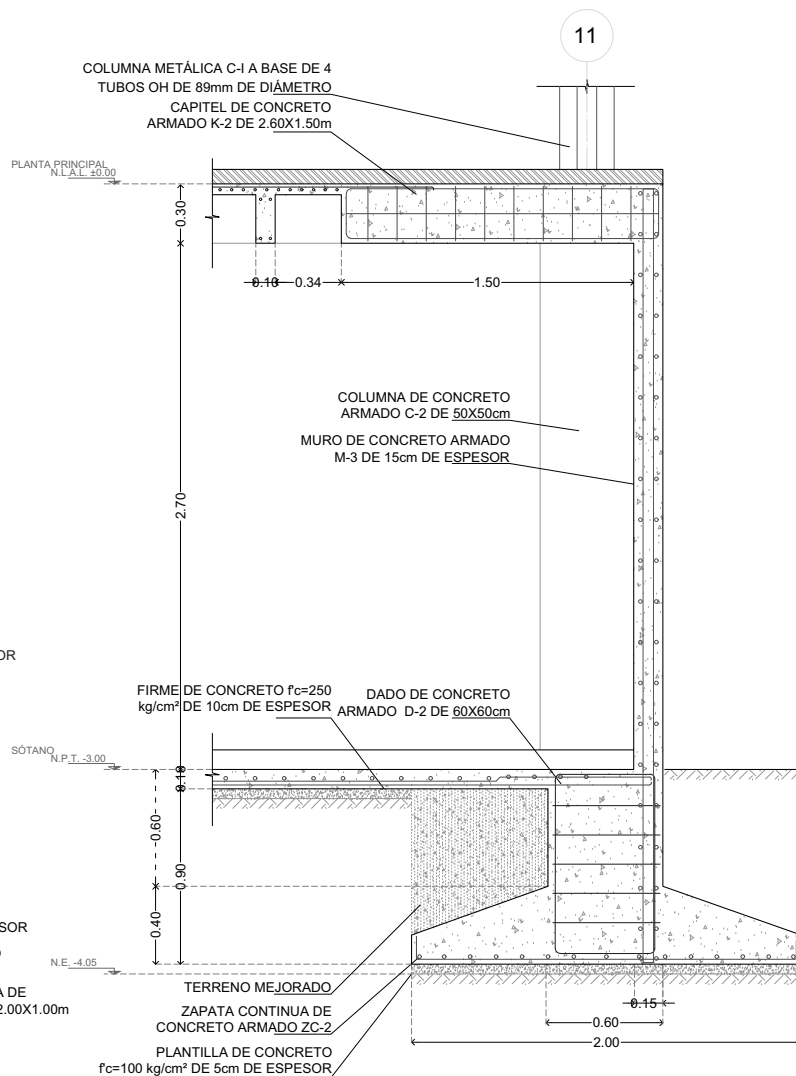 11
COLUMNA METÁLICA C-I A BASE DE 4
TUBOS OH DE 89mm DE DIÁMETRO
CAPITEL DE CONCRETO
ARMADO K-2 DE 2.60X1.50m
PLANTA PRINCIPAL
N.L.A.L. ±0.00
0.30
0.10
0.34
1.50
COLUMNA DE CONCRETO
ARMADO C-2 DE 50X50cm
MURO DE CONCRETO ARMADO
M-3 DE 15cm DE ESPESOR
2.70
OR
FIRME DE CONCRETO f'c=250
kg/cm² DE 10cm DE ESPESOR
DADO DE CONCRETO
ARMADO D-2 DE 60X60cm
SÓTANO
N.P.T. -3.00
0.10
0.60
0.90
0.40
SOR
N.E. -4.05
A DE
2.00X1.00m
TERRENO MEJORADO
ZAPATA CONTINUA DE
CONCRETO ARMADO ZC-2
PLANTILLA DE CONCRETO
f'c=100 kg/cm² DE 5cm DE ESPESOR
0.15
0.60
2.00